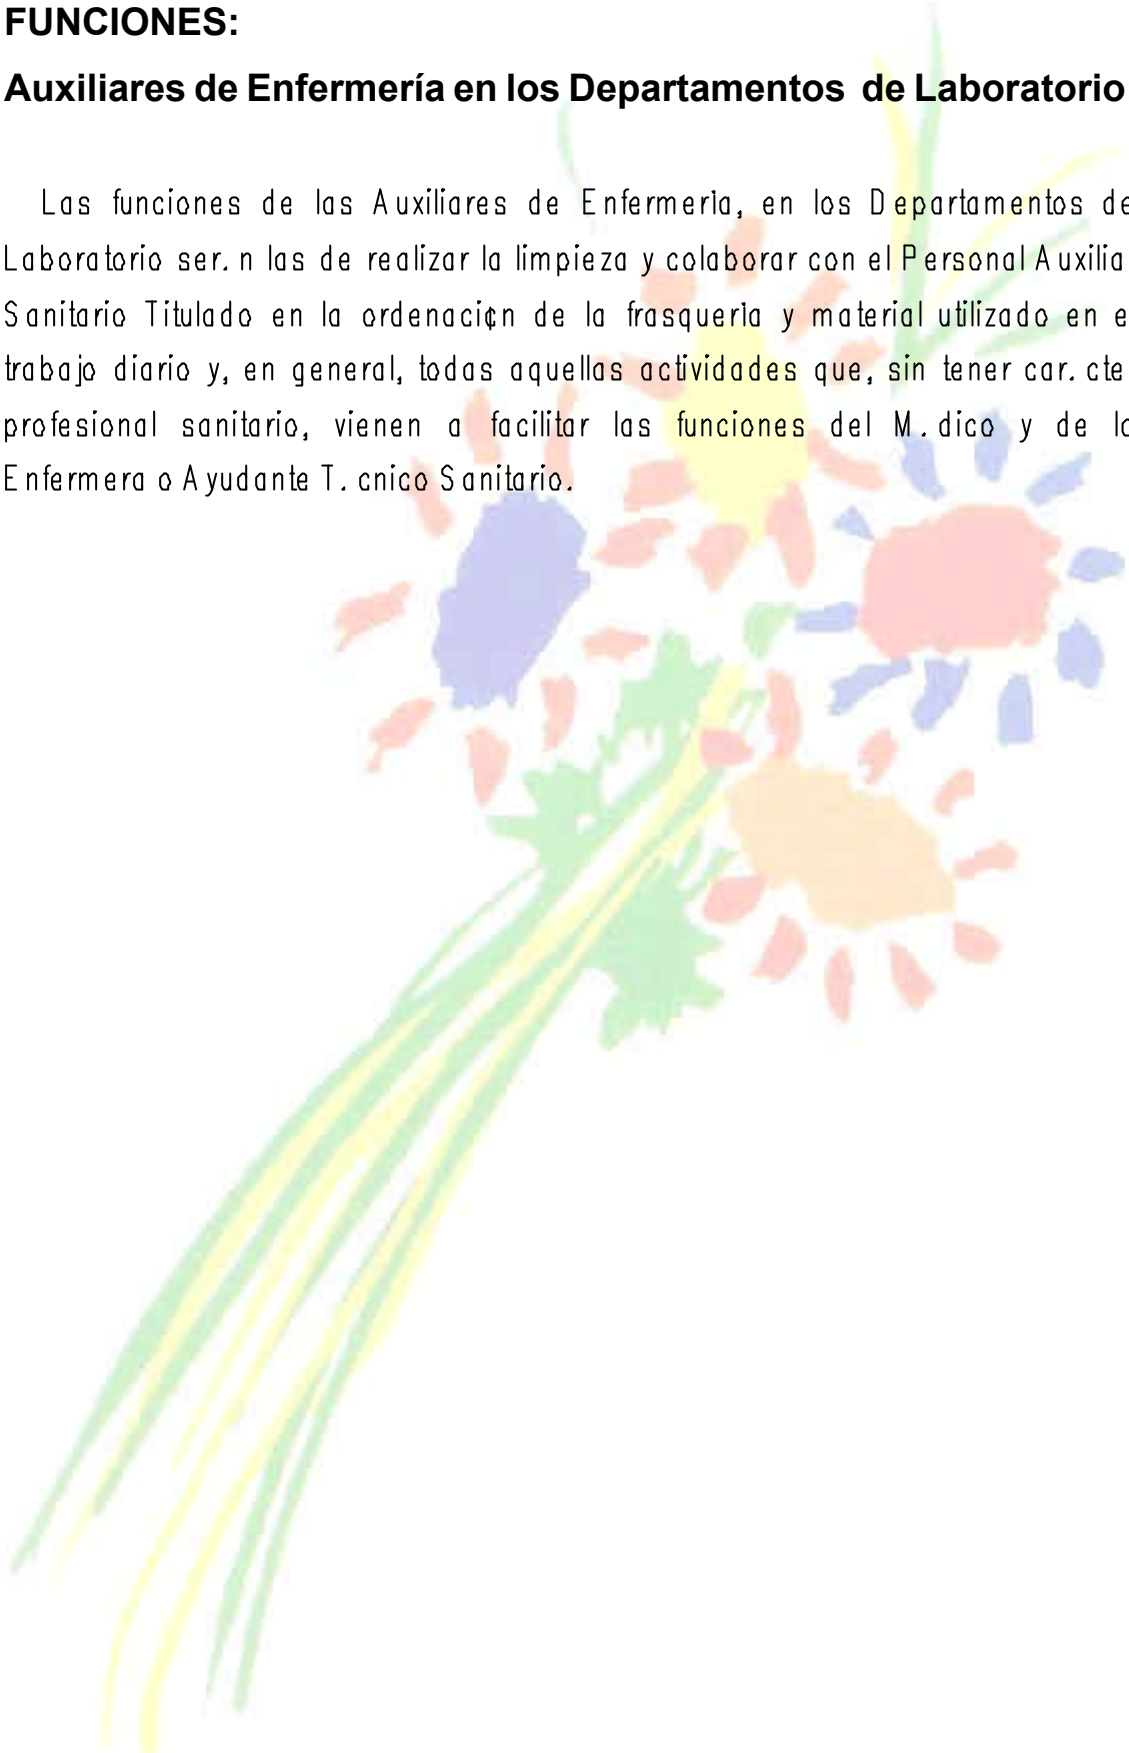 FUNCIONES:
Auxiliares de Enfermería en los Departamentos de Laboratorio
Las funciones de las Auxiliares de Enfermerìa, en los Departamentos de
Laboratorio ser. n las de realizar la limpieza y colaborar con el Personal Auxilia
Sanitario Titulado en la ordenaci¢n de la frasquerìa y material utilizado en e
trabajo diario y, en general, todas aquellas actividades que, sin tener car. cte
profesional sanitario, vienen a facilitar las funciones del M. dico y de la
Enfermera o Ayudante T. cnico Sanitario.